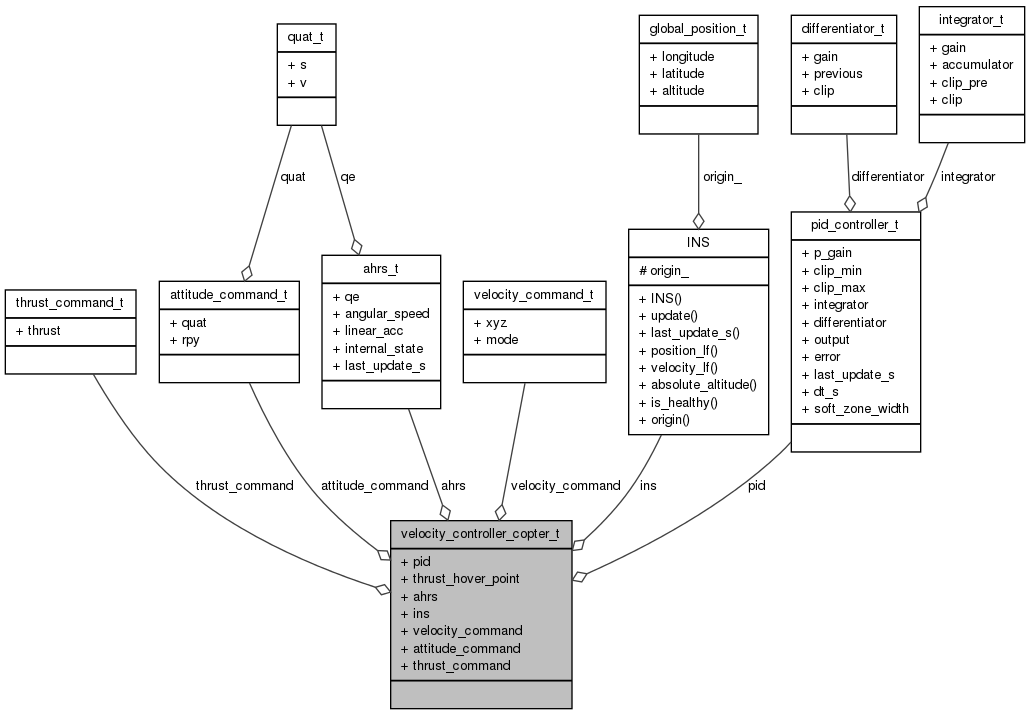 quat_t
+ s
+ v
global_position_t
+ longitude
+ latitude
+ altitude
differentiator_t
+ gain
+ previous
+ clip
integrator_t
+ gain
+ accumulator
+ clip_pre
+ clip
quat
qe
origin_
differentiator
integrator
thrust_command_t
+ thrust
attitude_command_t
+ quat
+ rpy
ahrs_t
+ qe
+ angular_speed
+ linear_acc
+ internal_state
+ last_update_s
velocity_command_t
+ xyz
+ mode
INS
# origin_
+ INS()
+ update()
+ last_update_s()
+ position_lf()
+ velocity_lf()
+ absolute_altitude()
+ is_healthy()
+ origin()
pid_controller_t
+ p_gain
+ clip_min
+ clip_max
+ integrator
+ differentiator
+ output
+ error
+ last_update_s
+ dt_s
+ soft_zone_width
thrust_command
attitude_command
ahrs
velocity_command
ins
pid
velocity_controller_copter_t
+ pid
+ thrust_hover_point
+ ahrs
+ ins
+ velocity_command
+ attitude_command
+ thrust_command